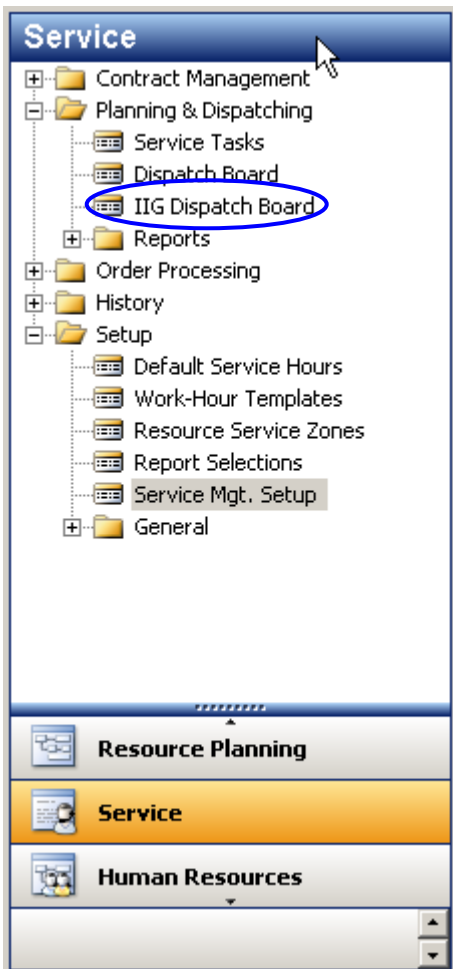 Service
Contract Management
Planning & Dispatching
Service Tasks
Dispatch Board
IIG Dispatch Board
Reports
Order Processing
History
Setup
Default Service Hours
Work-Hour Templates
Resource Service Zones
Report Selections
Service Mgt. Setup
General
Resource Planning
Service
Human Resources